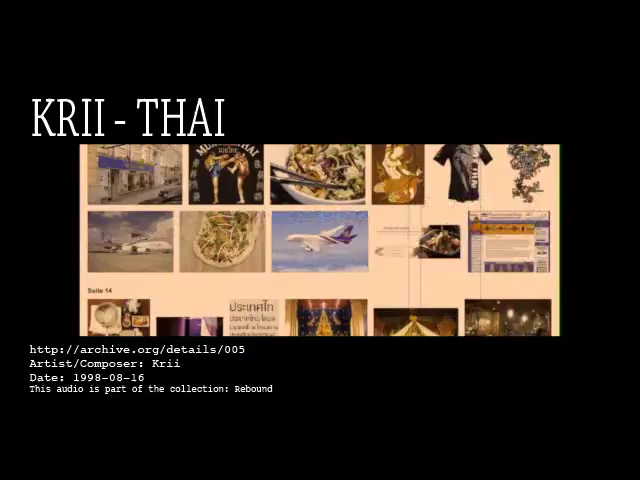 KRII - THAI
Seite 14
ประเทศไท
http://archive.org/details/005
Artist/Composer: Krii
Date: 1998-08-16
This audio is part of the collection: Rebound